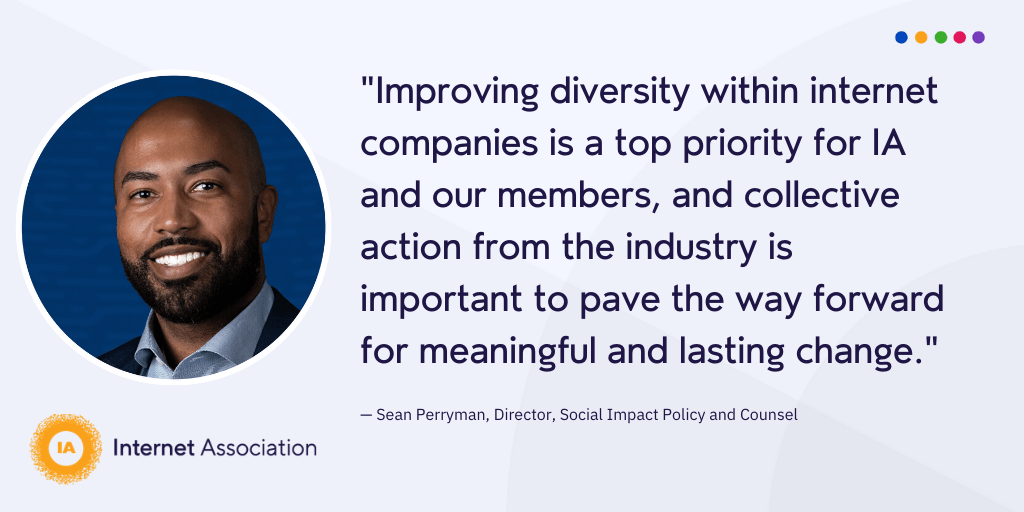 "Improving diversity within internet
companies is a top priority for IA
and our members, and collective
action from the industry is
important to pave the way forward
for meaningful and lasting change."
— Sean Perryman, Director, Social Impact Policy and Counsel
IA Internet Association